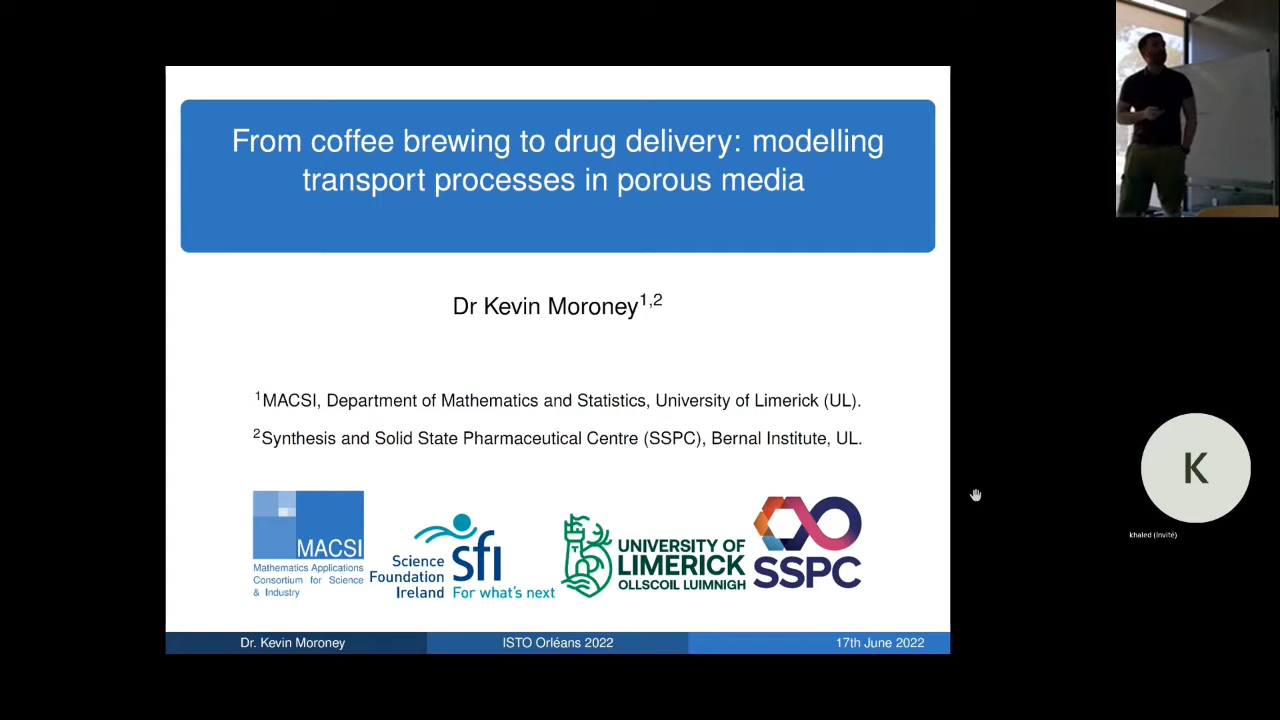 From coffee brewing to drug delivery: modelling
transport processes in porous media
Dr Kevin Moroney1,2
1MACSI, Department of Mathematics and Statistics, University of Limerick (UL).
2Synthesis and Solid State Pharmaceutical Centre (SSPC), Bernal Institute, UL.
MACSI
Mathematics Applications
Consortium for Science
& Industry
Science
Foundation
Ireland
sfi
For what's next
UNIVERSITY OF
LIMERICK
OLLSCOIL LUIMNIGH
SSPC
Dr. Kevin Moroney
ISTO Orléans 2022
17th June 2022
K
khaled (Invité)